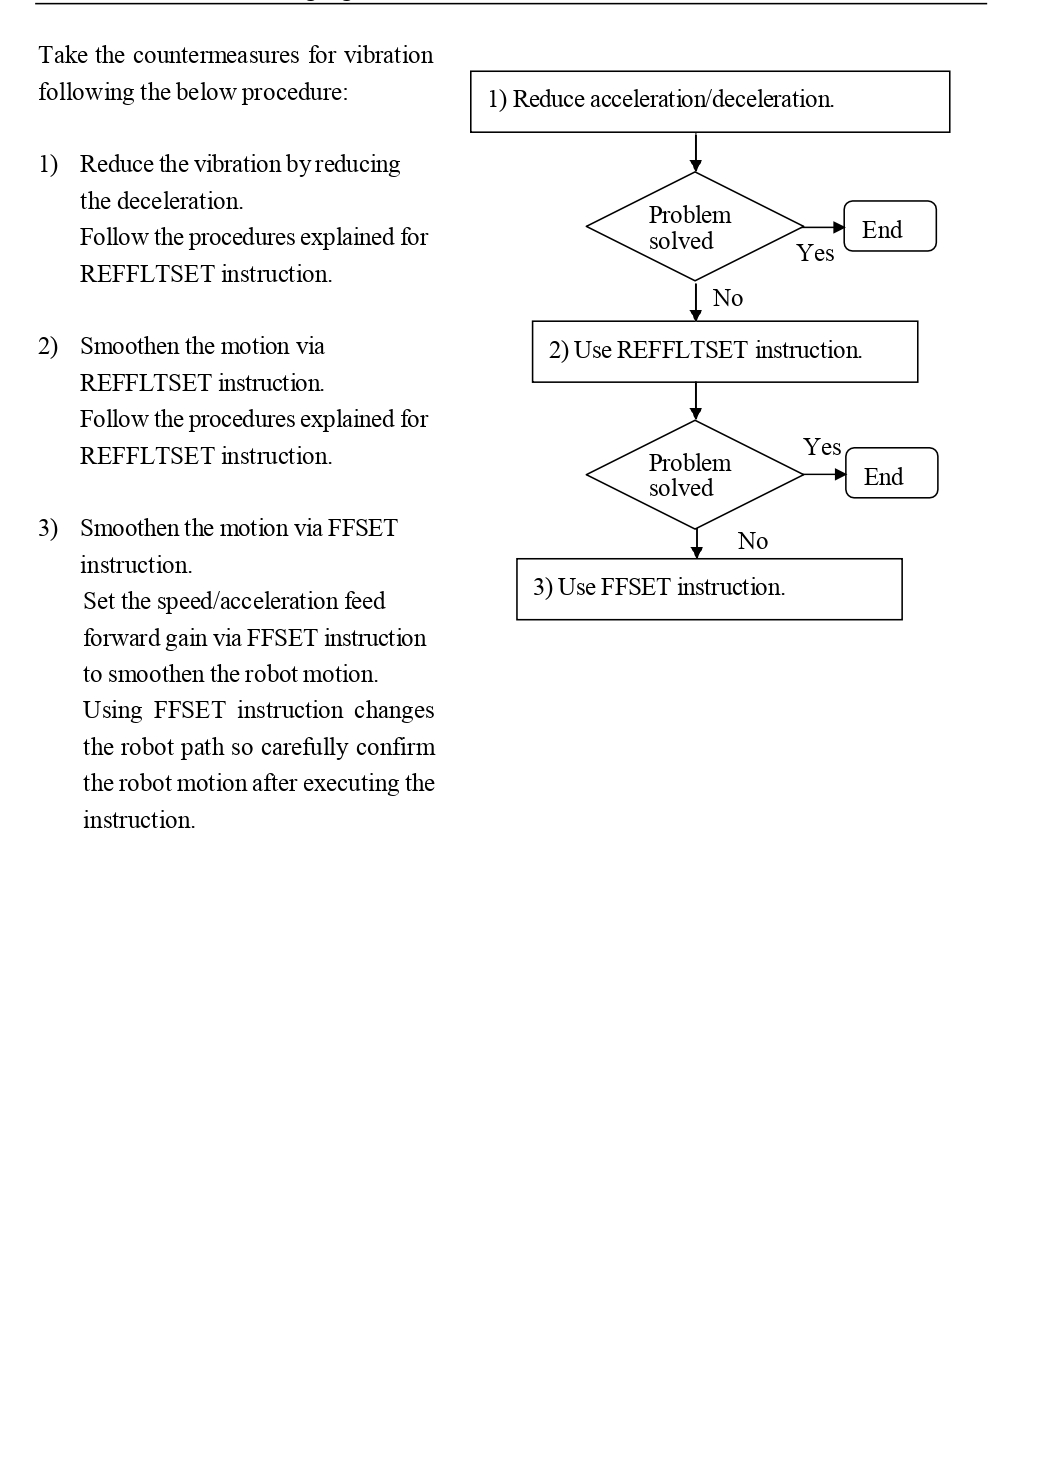 Take the countermeasures for vibration
following the below procedure:
1) Reduce the vibration by reducing
the deceleration.
Follow the procedures explained for
REFFLTSET instruction.
2) Smoothen the motion via
REFFLTSET instruction.
Follow the procedures explained for
REFFLTSET instruction.
3) Smoothen the motion via FFSET
instruction.
Set the speed/acceleration feed
forward gain via FFSET instruction
to smoothen the robot motion.
Using FFSET instruction changes
the robot path so carefully confirm
the robot motion after executing the
instruction.
1) Reduce acceleration/deceleration.
Problem
solved
End
Yes
No
2) Use REFFLTSET instruction.
Problem
solved
Yes
End
No
3) Use FFSET instruction.